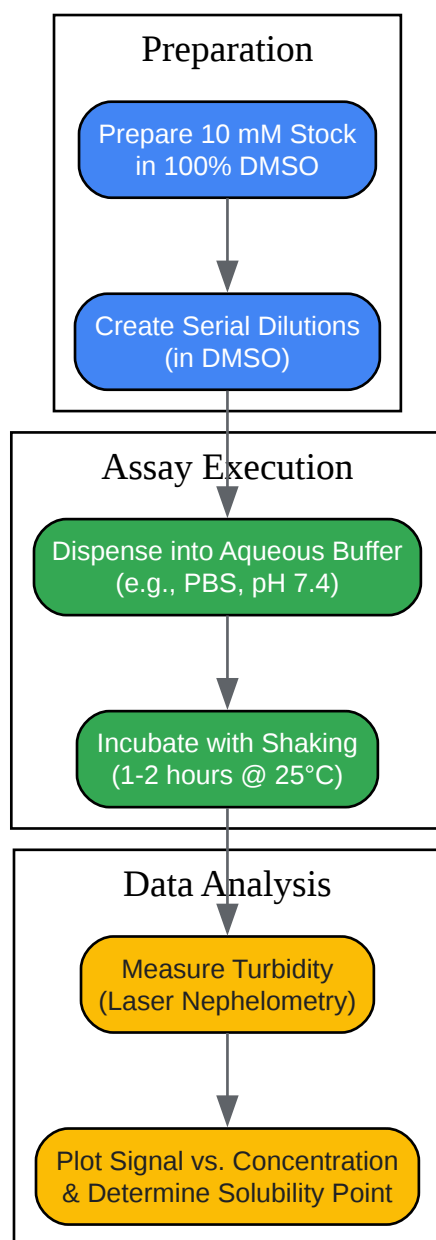 Preparation
Prepare 10 mM Stock
in 100% DMSO
Create Serial Dilutions
(in DMSO)
Assay Execution
Dispense into Aqueous Buffer
(e.g., PBS, pH 7.4)
Incubate with Shaking
(1-2 hours @ 25°C)
Data Analysis
Measure Turbidity
(Laser Nephelometry)
Plot Signal vs. Concentration
& Determine Solubility Point